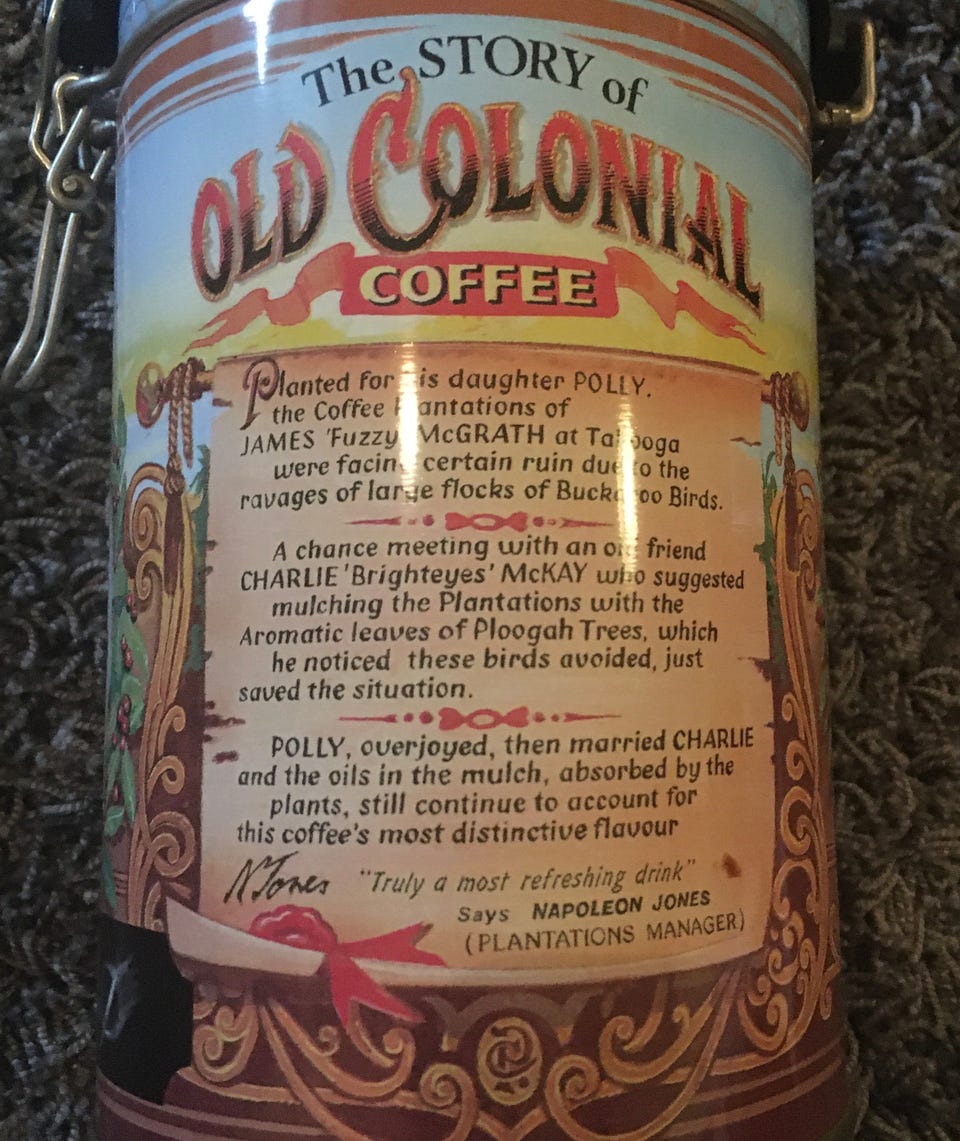 The STORY of
OLD COLONIAL
COFFEE
Planted for his daughter POLLY.
the Coffee Plantations of
JAMES 'Fuzzy' McGRATH at
were facing certain ruin due to the
ravages of large flocks of Buckaroo Birds.
A chance meeting with an old friend
CHARLIE 'Brighteyes' McKAY who suggested
mulching the Plantations with the
Aromatic leaves of Ploogah Trees, which
he noticed these birds avoided, just
saved the situation.
POLLY, overjoyed, then married CHARLIE
and the oils in the mulch, absorbed by the
plants, still continue to account for
this coffee's most distinctive flavour
N Jones "Truly a most refreshing drink"
Says NAPOLEON JONES
(PLANTATIONS MANAGER)